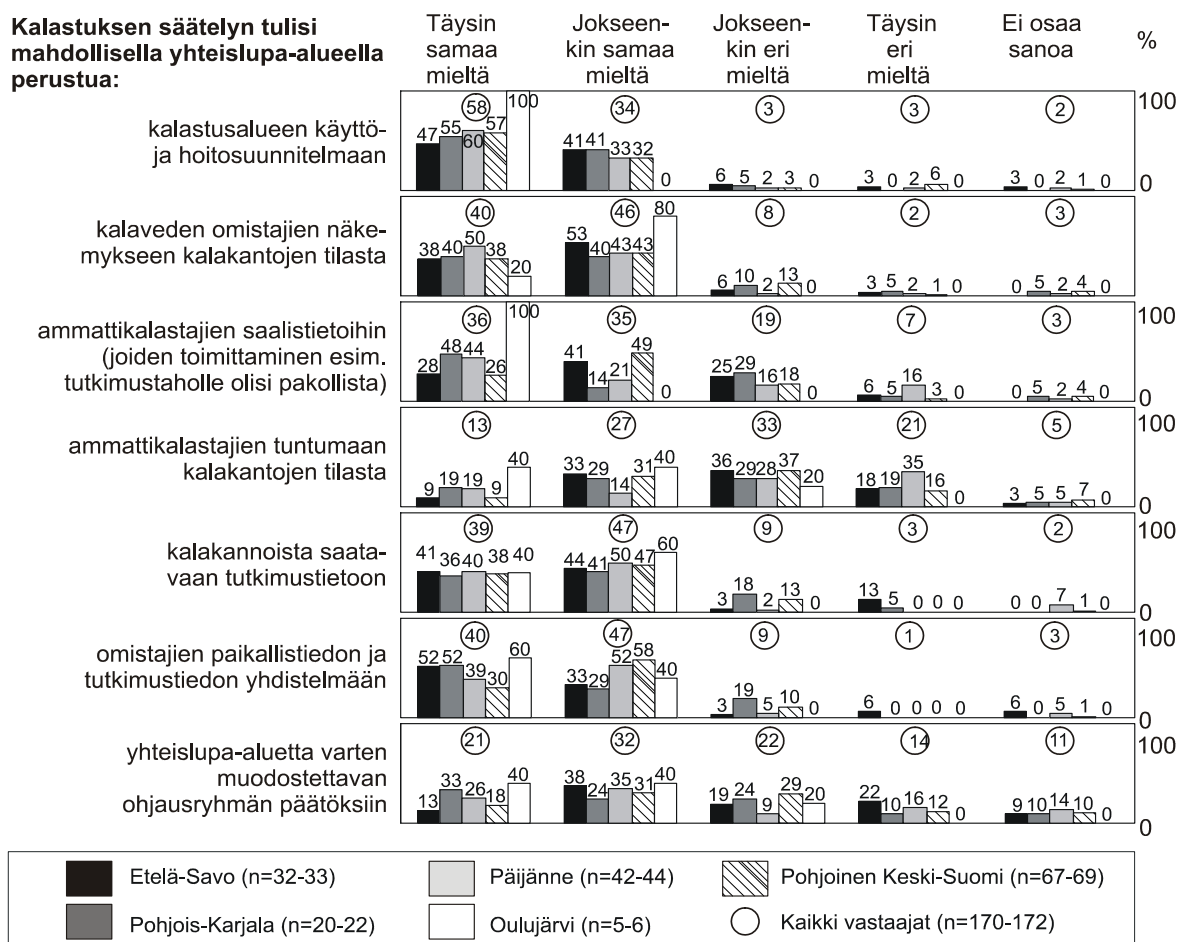 Kalastuksen säätelyn tulisi
mahdollisella yhteislupa-alueella
perustua:
Täysin
samaa
mieltä
Jokseen-
kin samaa
mieltä
Jokseen-
kin eri
mieltä
Täysin
eri
mieltä
Ei osaa
sanoa
%
kalastusalueen käyttö-
ja hoitosuunnitelmaan
58 34 3 3 2
47 55 60 57 100 41 41 33 32 0 6 5 2 3 0 3 0 2 6 0 3 0 2 1 0
100
0
kalaveden omistajien näke-
mykseen kalakantojen tilasta
40 46 8 2 3
38 40 50 38 20 53 40 43 43 80 6 10 2 13 0 3 5 2 1 0 0 5 2 4 0
ammattikalastajien saalistietoihin
(joiden toimittaminen esim.
tutkimustaholle olisi pakollista)
36 35 19 7 3
28 48 44 26 100 41 14 21 49 0 25 29 16 18 0 6 5 16 3 0 0 5 2 4 0
100
0
ammattikalastajien tuntumaan
kalakantojen tilasta
13 27 33 21 5
9 19 19 9 40 33 29 14 31 40 36 29 28 37 20 18 19 35 16 0 3 5 5 7 0
100
0
kalakannoista saata-
vaan tutkimustietoon
39 47 9 3 2
41 36 40 38 40 44 41 50 47 60 3 18 2 13 0 13 5 0 0 0 0 0 7 1 0
100
0
omistajien paikallistiedon ja
tutkimustiedon yhdistelmään
40 47 9 1 3
52 52 39 30 60 33 29 52 58 40 3 19 5 10 0 6 0 0 0 0 6 0 5 1 0
100
0
yhteislupa-aluetta varten
muodostettavan
ohjausryhmän päätöksiin
21 32 22 14 11
13 33 26 18 40 38 24 35 31 40 19 24 9 29 20 22 10 16 12 0 9 10 14 10 0
100
0
Etelä-Savo (n=32-33)
Päijänne (n=42-44)
Pohjoinen Keski-Suomi (n=67-69)
Pohjois-Karjala (n=20-22)
Oulujärvi (n=5-6)
Kaikki vastaajat (n=170-172)